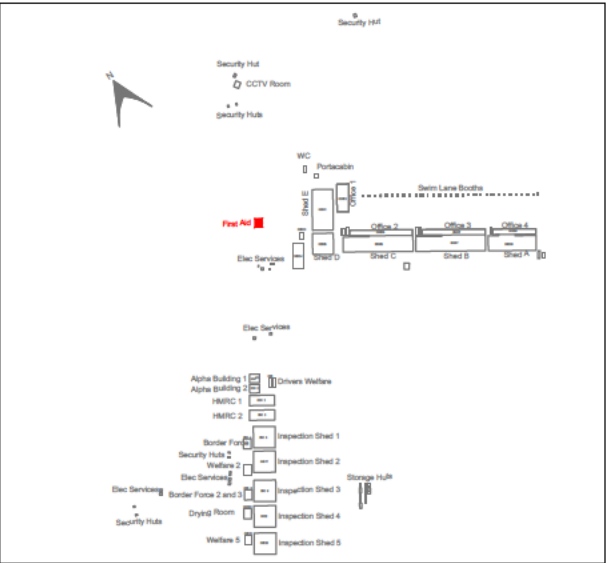 Security Hut
N
Security Hut
CCTV Room
Security Huts
WC
Portacabin
Shed E
Office 1
Swim Lane Booths
First Aid
Office 2
Office 3
Office 4
Elec Services
Shed D
Shed C
Shed B
Shed A
Elec Services
Alpha Building 1
Alpha Building 2
Drivers Welfare
HMRC 1
HMRC 2
Border Force
Inspection Shed 1
Security Huts
Welfare 2
Inspection Shed 2
Elec Services
Storage Huts
Elec Services
Border Force 2 and 3
Inspection Shed 3
Security Huts
Drying Room
Inspection Shed 4
Welfare 5
Inspection Shed 5